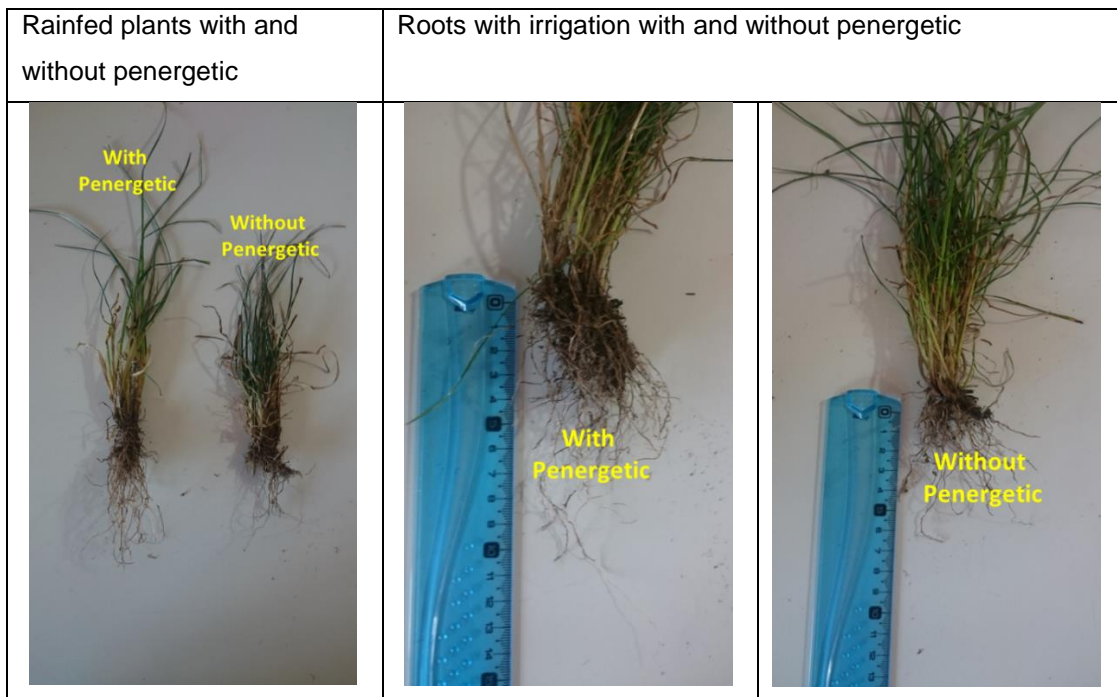 Rainfed plants with and
without penergetic
Roots with irrigation with and without penergetic
With
Penergetic
Without
Penergetic
With
Penergetic
Without
Penergetic